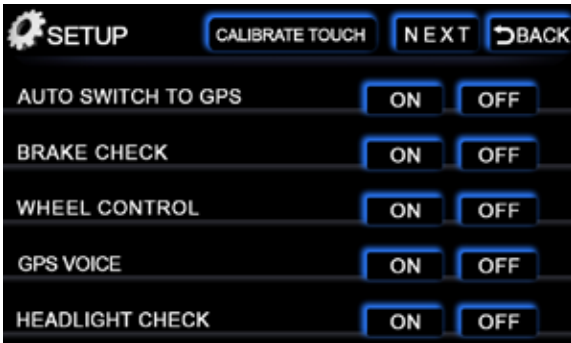 SETUP CALIBRATE TOUCH NEXT BACK
AUTO SWITCH TO GPS ON OFF
BRAKE CHECK ON OFF
WHEEL CONTROL ON OFF
GPS VOICE ON OFF
HEADLIGHT CHECK ON OFF